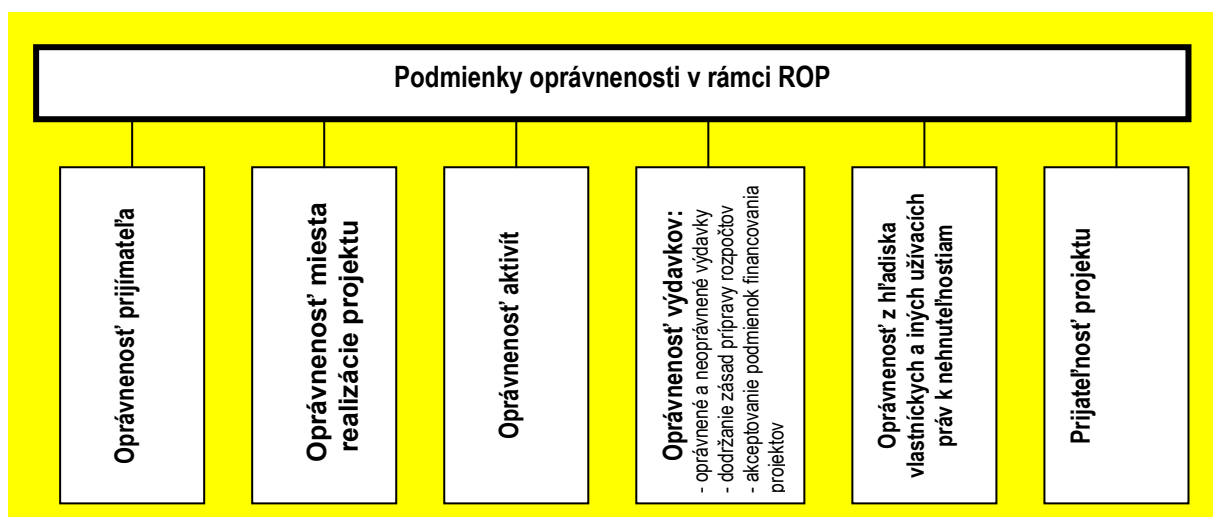 Podmienky oprávnenosti v rámci ROP
Oprávnenosť prijímateľa
Oprávnenosť miesta
realizácie projektu
Oprávnenosť aktivít
Oprávnenosť výdavkov:
- oprávnené a neoprávnené výdavky
- dodržanie zásad prípravy rozpočtov
- akceptovanie podmienok financovania
projektov
Oprávnenosť z hľadiska
vlastníckych a iných užívacích
práv k nehnuteľnostiam
Prijateľnosť projektu